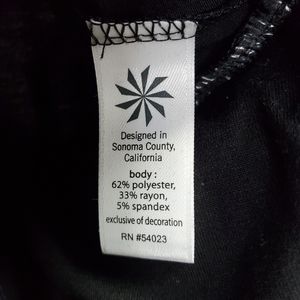 Designed in
Sonoma County,
California
body :
62% polyester,
33% rayon,
5% spandex
exclusive of decoration
RN #54023